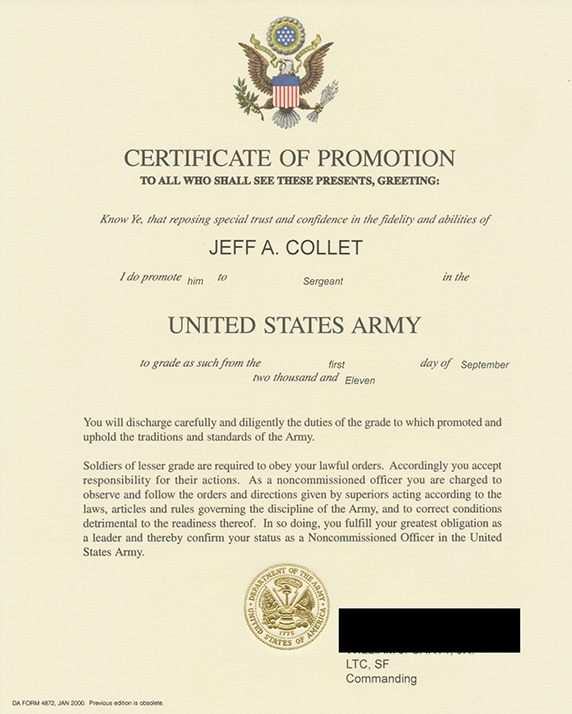 CERTIFICATE OF PROMOTION
TO ALL WHO SHALL SEE THESE PRESENTS, GREETING:
Know Ye, that reposing special trust and confidence in the fidelity and abilities of
JEFF A. COLLET
I do promote him to Sergeant in the
UNITED STATES ARMY
to grade as such from the first day of September
two thousand and Eleven
You will discharge carefully and diligently the duties of the grade to which promoted and
uphold the traditions and standards of the Army.
Soldiers of lesser grade are required to obey your lawful orders. Accordingly you accept
responsibility for their actions. As a noncommissioned officer you are charged to
observe and follow the orders and directions given by superiors acting according to the
laws, articles and rules governing the discipline of the Army, and to correct conditions
detrimental to the readiness thereof. In so doing, you fulfill your greatest obligation as
a leader and thereby confirm your status as a Noncommissioned Officer in the United
States Army.
DEPARTMENT OF THE ARMY
UNITED STATES OF AMERICA
1775
LTC, SF
Commanding
DA FORM 4872, JAN 2000. Previous edition is obsolete.